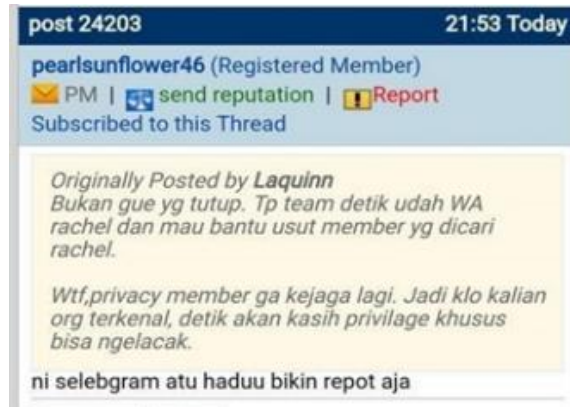 post 24203 21:53 Today
pearlsunflower46 (Registered Member)
PM | send reputation | Report
Subscribed to this Thread
Originally Posted by Laquinn
Bukan gue yg tutup. Tp team detik udah WA
rachel dan mau bantu usut member yg dicari
rachel.
Wtf,privacy member ga kejaga lagi. Jadi klo kalian
org terkenal, detik akan kasih privilage khusus
bisa ngelacak.
ni selebgram atu haduu bikin repot aja